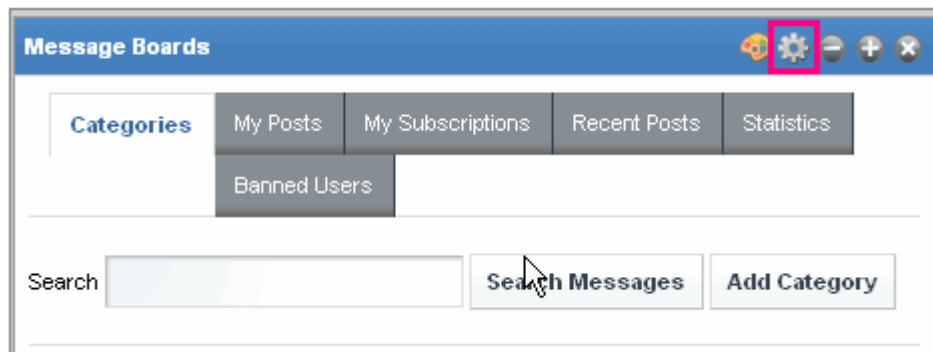 Message Boards
Categories My Posts My Subscriptions Recent Posts Statistics
Banned Users
Search Search Messages Add Category